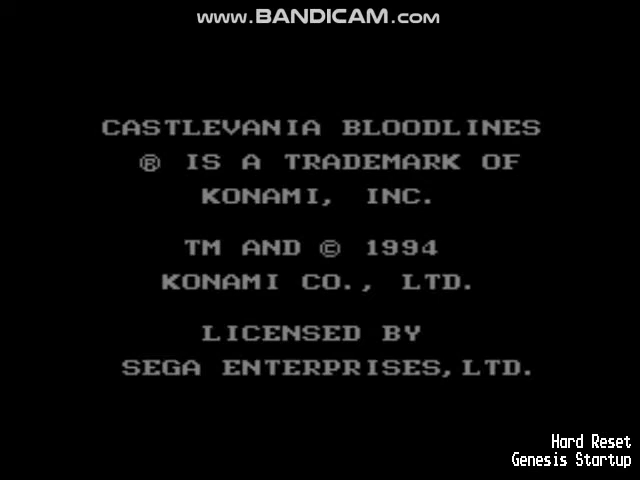 www.BANDICAM.com
CASTLEVANIA BLOODLINES
® IS A TRADEMARK OF
KONAMI, INC.
TM AND © 1994
KONAMI CO., LTD.
LICENSED BY
SEGA ENTERPRISES,LTD.
Hard Reset
Genesis Startup